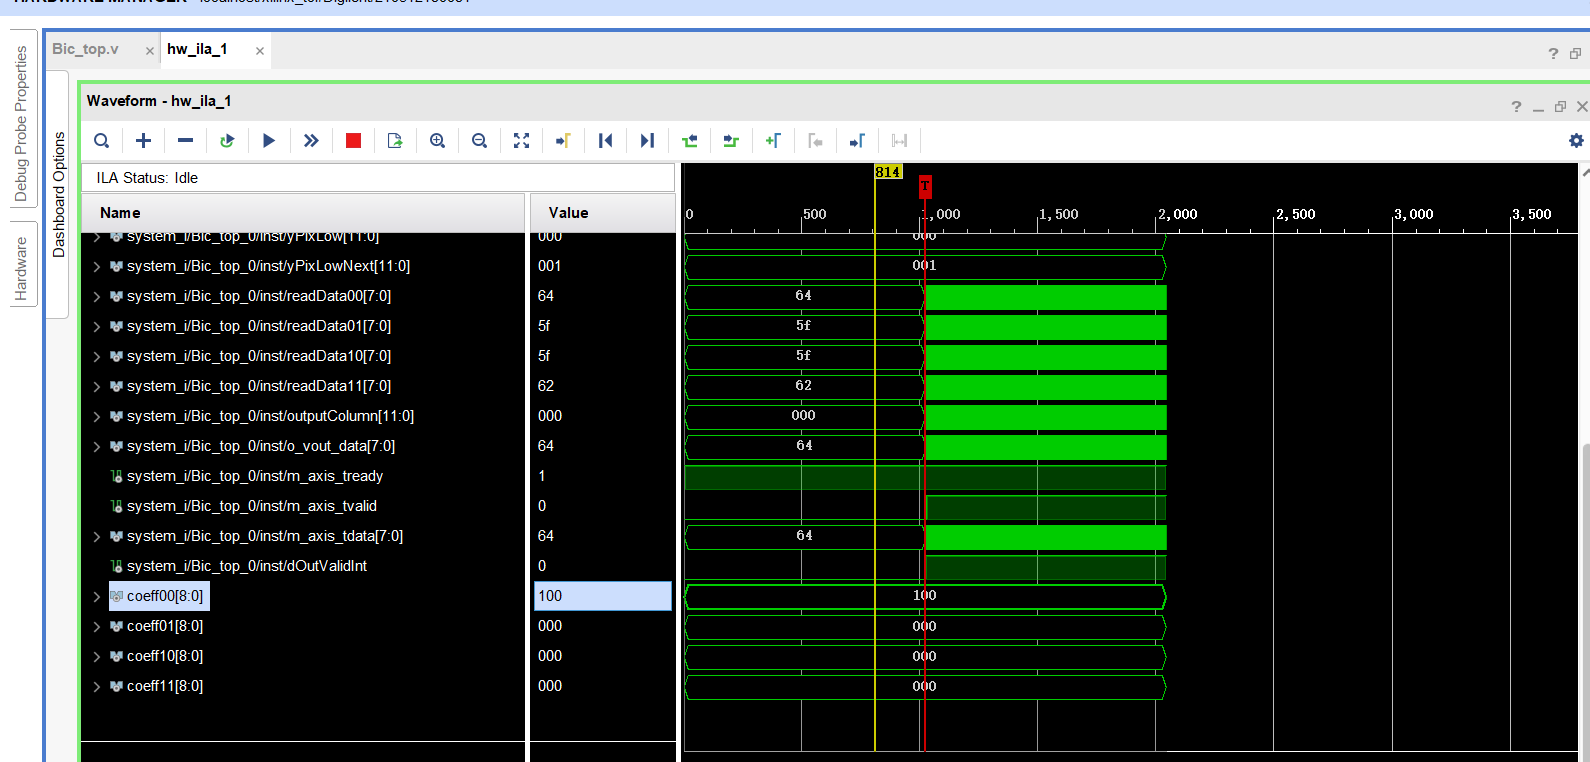 Bic_top.v × hw_ila_1 × ?
Debug Probe Properties
Hardware
Dashboard Options
Waveform - hw_ila_1 ?
ILA Status: Idle
Name Value
814
T
0 500 1,000 1,500 2,000 2,500 3,000 3,500
system_i/Bic_top_0/inst/yPixLow[11:0] 000 000
system_i/Bic_top_0/inst/yPixLowNext[11:0] 001 001
system_i/Bic_top_0/inst/readData00[7:0] 64 64
system_i/Bic_top_0/inst/readData01[7:0] 5f 5f
system_i/Bic_top_0/inst/readData10[7:0] 5f 5f
system_i/Bic_top_0/inst/readData11[7:0] 62 62
system_i/Bic_top_0/inst/outputColumn[11:0] 000 000
system_i/Bic_top_0/inst/o_vout_data[7:0] 64 64
system_i/Bic_top_0/inst/m_axis_tready 1
system_i/Bic_top_0/inst/m_axis_tvalid 0
system_i/Bic_top_0/inst/m_axis_tdata[7:0] 64 64
system_i/Bic_top_0/inst/dOutValidInt 0
coeff00[8:0] 100 100
coeff01[8:0] 000 000
coeff10[8:0] 000 000
coeff11[8:0] 000 000